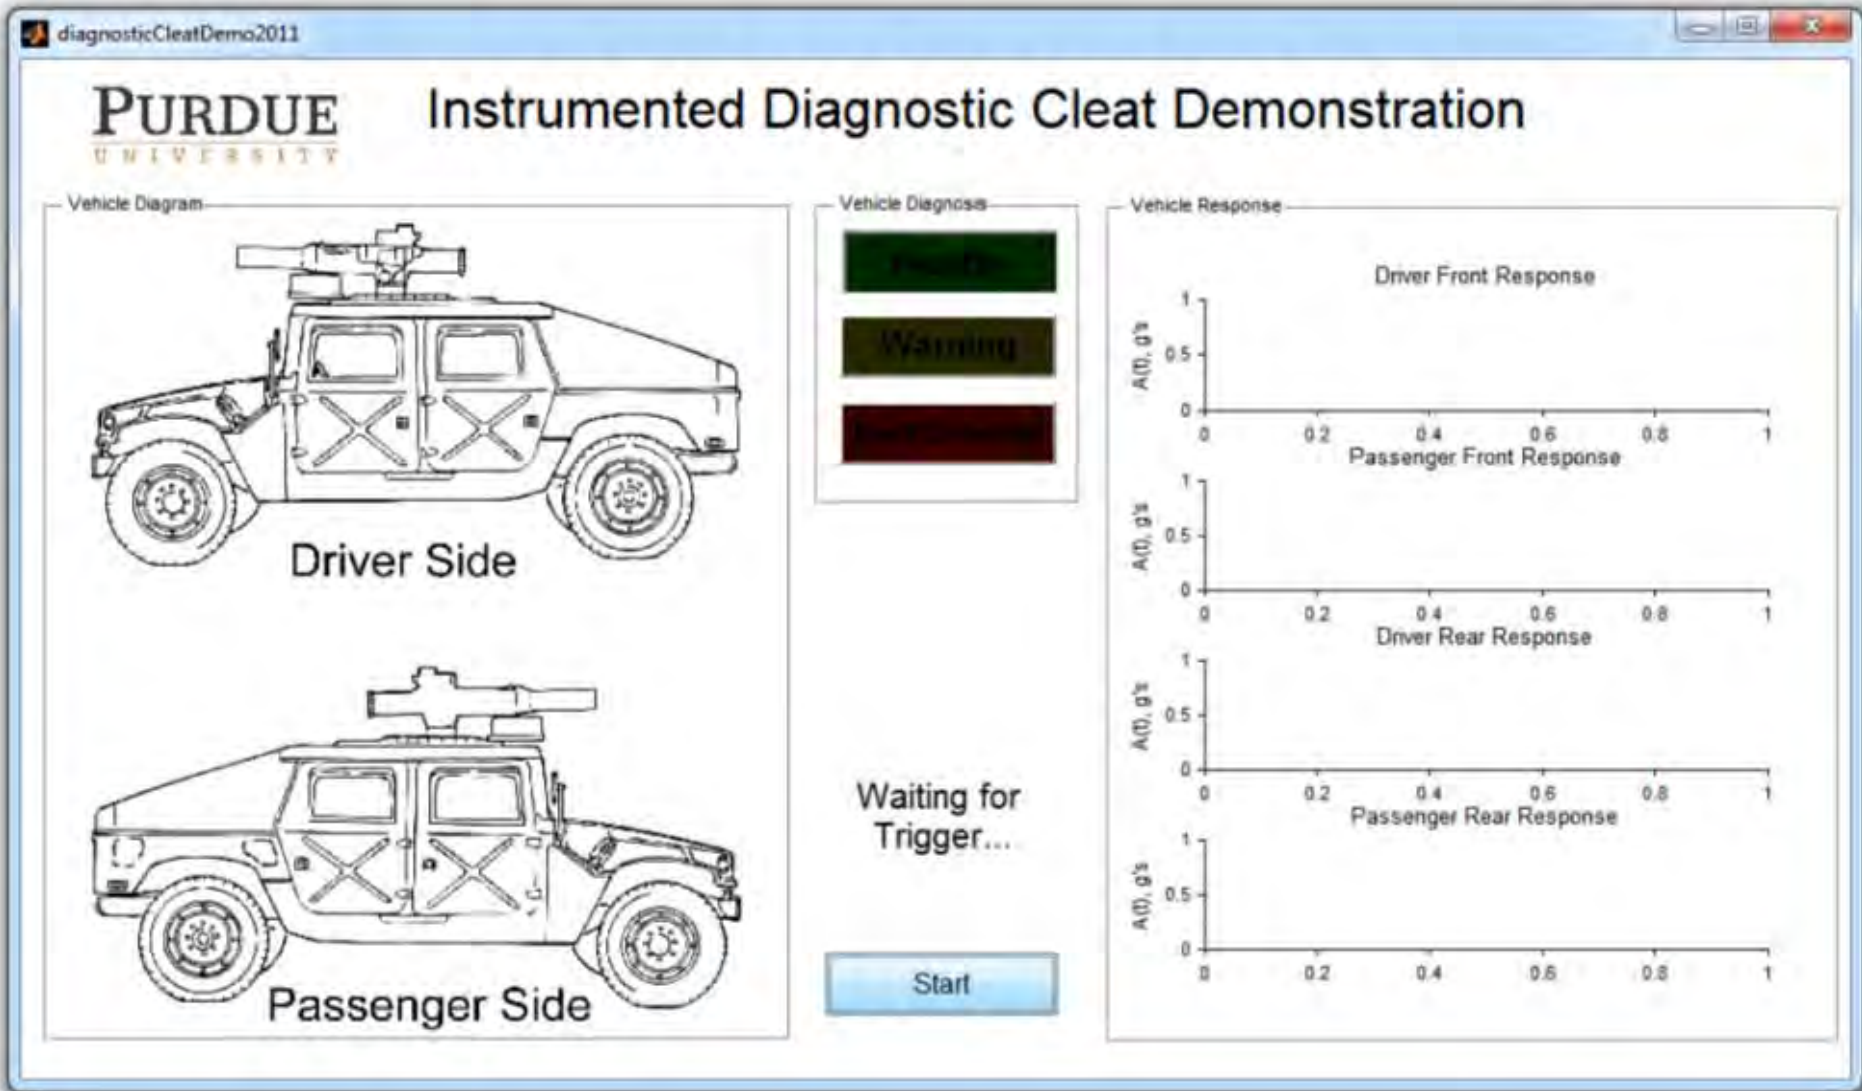 diagnosticCleatDemo2011
PURDUE
UNIVERSITY
Instrumented Diagnostic Cleat Demonstration
Vehicle Diagram
Driver Side
Passenger Side
Vehicle Diagnosis
Warning
Waiting for
Trigger...
Start
Vehicle Response
Driver Front Response
A(t), g's
1
0.5
0
0 0.2 0.4 0.6 0.8 1
Passenger Front Response
A(t), g's
1
0.5
0
0 0.2 0.4 0.6 0.8 1
Driver Rear Response
A(t), g's
1
0.5
0
0 0.2 0.4 0.6 0.8 1
Passenger Rear Response
A(t), g's
1
0.5
0
0 0.2 0.4 0.6 0.8 1